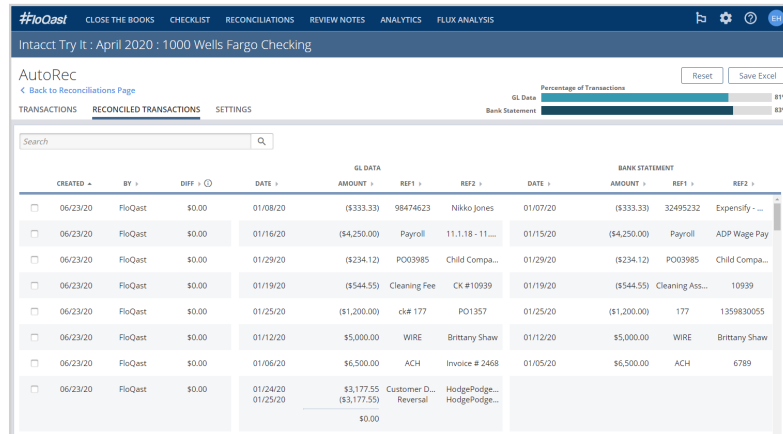 FloQast CLOSE THE BOOKS CHECKLIST RECONCILIATIONS REVIEW NOTES ANALYTICS FLUX ANALYSIS EH
Intacct Try It : April 2020 : 1000 Wells Fargo Checking
AutoRec Reset Save Excel
< Back to Reconciliations Page
Percentage of Transactions
GL Data 81%
Bank Statement 83%
TRANSACTIONS RECONCILED TRANSACTIONS SETTINGS
Search
GL DATA BANK STATEMENT
CREATED BY DIFF DATE AMOUNT REF1 REF2 DATE AMOUNT REF1 REF2
06/23/20 FloQast $0.00 01/08/20 ($333.33) 98474623 Nikko Jones 01/07/20 ($333.33) 32495232 Expensify - ...
06/23/20 FloQast $0.00 01/16/20 ($4,250.00) Payroll 11.1.18 - 11.... 01/15/20 ($4,250.00) Payroll ADP Wage Pay
06/23/20 FloQast $0.00 01/29/20 ($234.12) PO03985 Child Compa... 01/29/20 ($234.12) PO03985 Child Compa...
06/23/20 FloQast $0.00 01/19/20 ($544.55) Cleaning Fee CK #10939 01/19/20 ($544.55) Cleaning Ass... 10939
06/23/20 FloQast $0.00 01/25/20 ($1,200.00) ck# 177 PO1357 01/25/20 ($1,200.00) 177 1359830055
06/23/20 FloQast $0.00 01/12/20 $5,000.00 WIRE Brittany Shaw 01/12/20 $5,000.00 WIRE Brittany Shaw
06/23/20 FloQast $0.00 01/06/20 $6,500.00 ACH Invoice # 2468 01/05/20 $6,500.00 ACH 6789
06/23/20 FloQast $0.00 01/24/20 $3,177.55 Customer D... HodgePodge...
01/25/20 ($3,177.55) Reversal HodgePodge...
$0.00